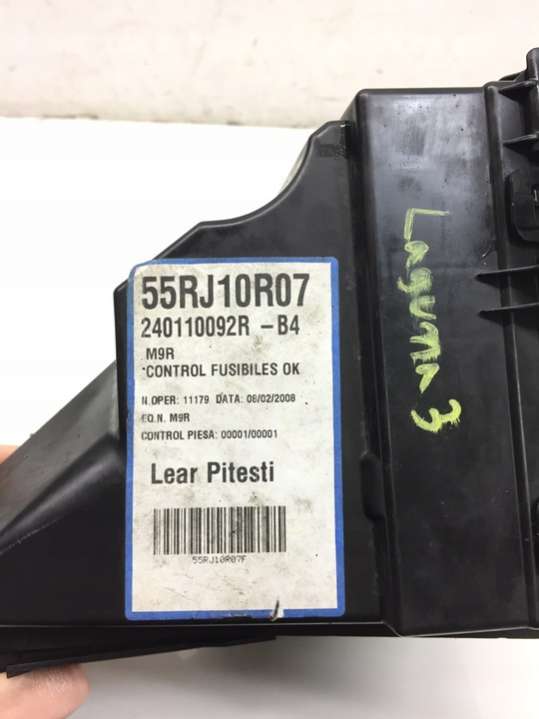 55RJ10R07
240110092R -B4
M9R
*CONTROL FUSIBILES OK
N.OPER: 11179 DATA: 06/02/2008
EQ.N. M9R
CONTROL PIESA: 00001/00001
Lear Pitesti
55RJ10R07F
Laguna 3